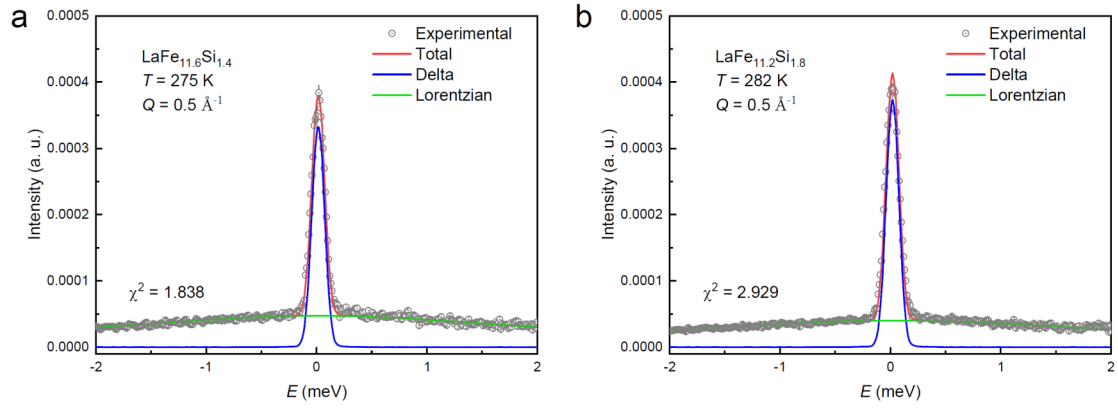 a
0.0005
0.0004
0.0003
0.0002
0.0001
0.0000
Intensity (a. u.)
LaFe₁₁.₆Si₁.₄
T = 275 K
Q = 0.5 Å⁻¹
Experimental
Total
Delta
Lorentzian
χ² = 1.838
-2 -1 0 1 2
E (meV)
b
0.0005
0.0004
0.0003
0.0002
0.0001
0.0000
Intensity (a. u.)
LaFe₁₁.₂Si₁.₈
T = 282 K
Q = 0.5 Å⁻¹
Experimental
Total
Delta
Lorentzian
χ² = 2.929
-2 -1 0 1 2
E (meV)